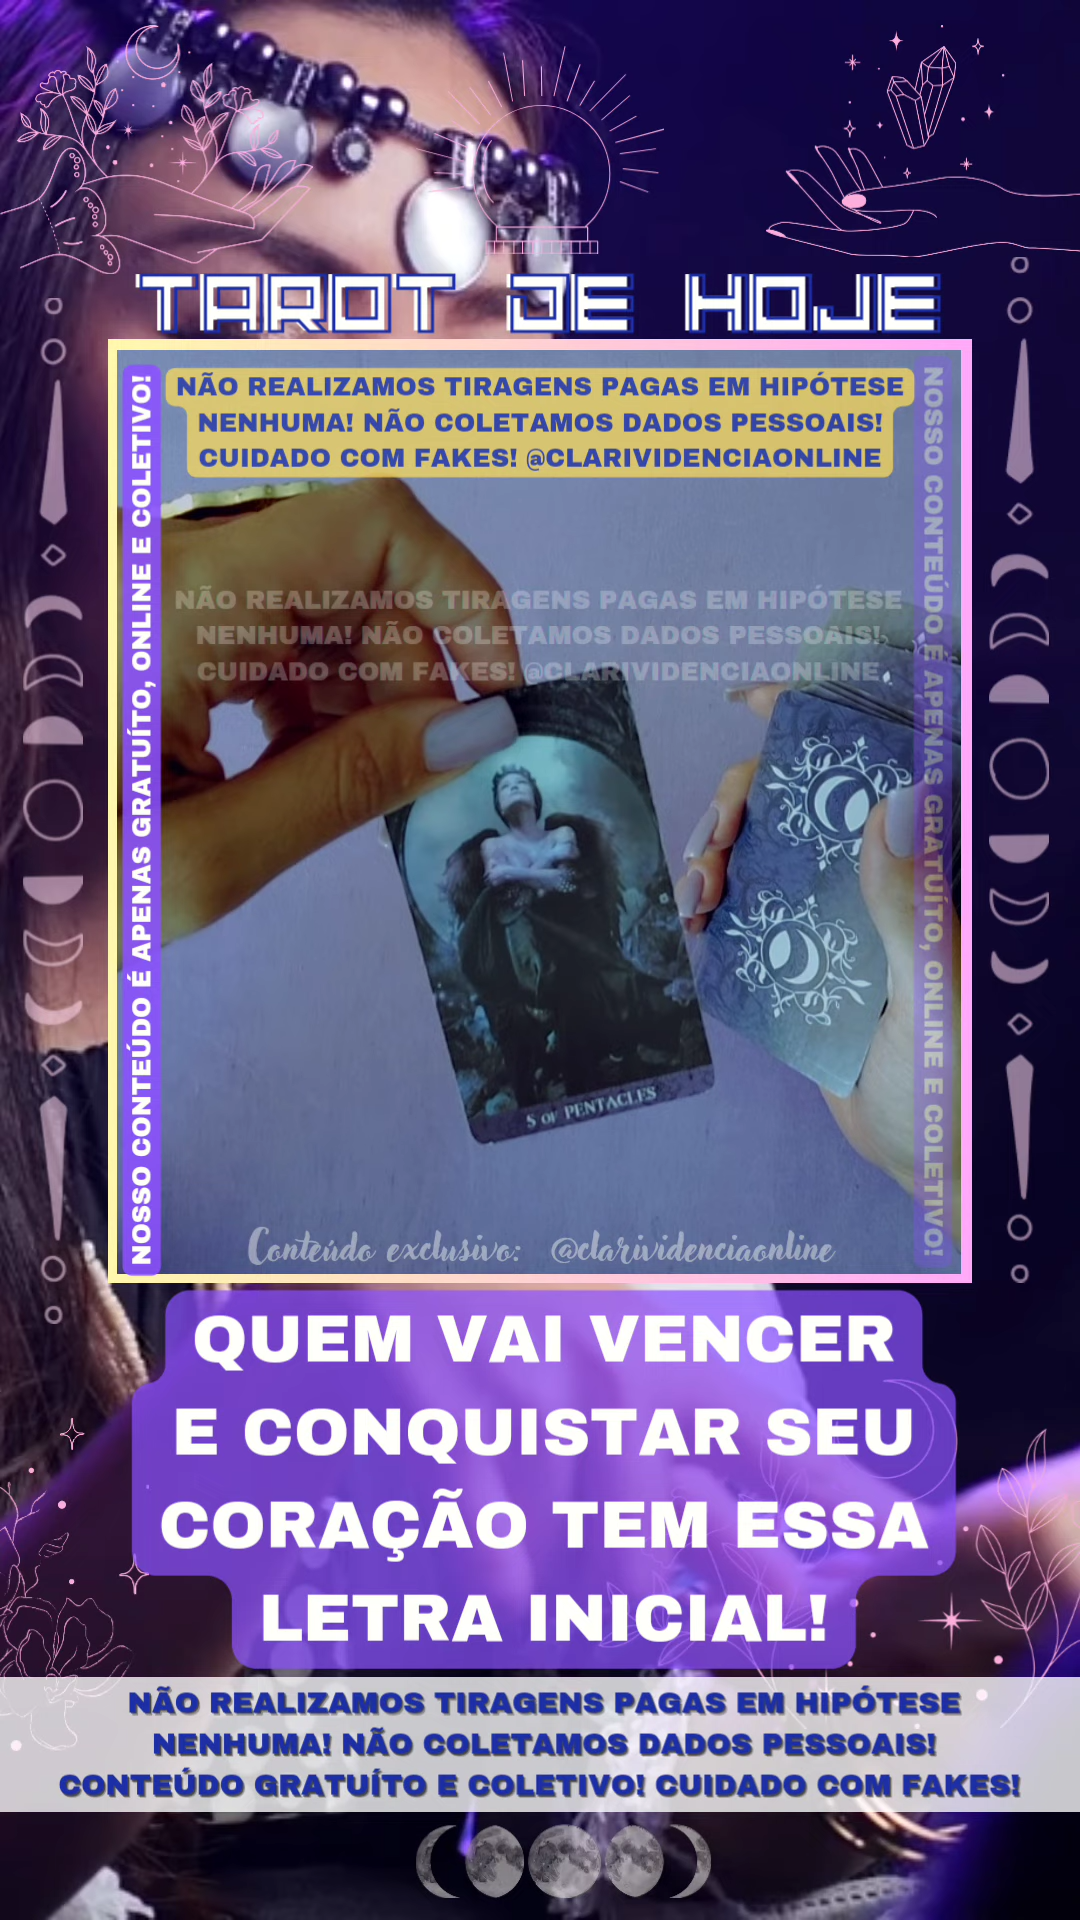 TAROT DE HOJE
NÃO REALIZAMOS TIRAGENS PAGAS EM HIPÓTESE
NENHUMA! NÃO COLETAMOS DADOS PESSOAIS!
CUIDADO COM FAKES! @CLARIVIDENCIAONLINE
NOSSO CONTEÚDO É APENAS GRATUÍTO, ONLINE E COLETIVO!
NOSSO CONTEÚDO É APENAS GRATUÍTO, ONLINE E COLETIVO!
NÃO REALIZAMOS TIRAGENS PAGAS EM HIPÓTESE
NENHUMA! NÃO COLETAMOS DADOS PESSOAIS!
CUIDADO COM FAKES! @CLARIVIDENCIAONLINE
5 OF PENTACLES
Conteúdo exclusivo: @clarividenciaonline
QUEM VAI VENCER
E CONQUISTAR SEU
CORAÇÃO TEM ESSA
LETRA INICIAL!
NÃO REALIZAMOS TIRAGENS PAGAS EM HIPÓTESE
NENHUMA! NÃO COLETAMOS DADOS PESSOAIS!
CONTEÚDO GRATUÍTO E COLETIVO! CUIDADO COM FAKES!